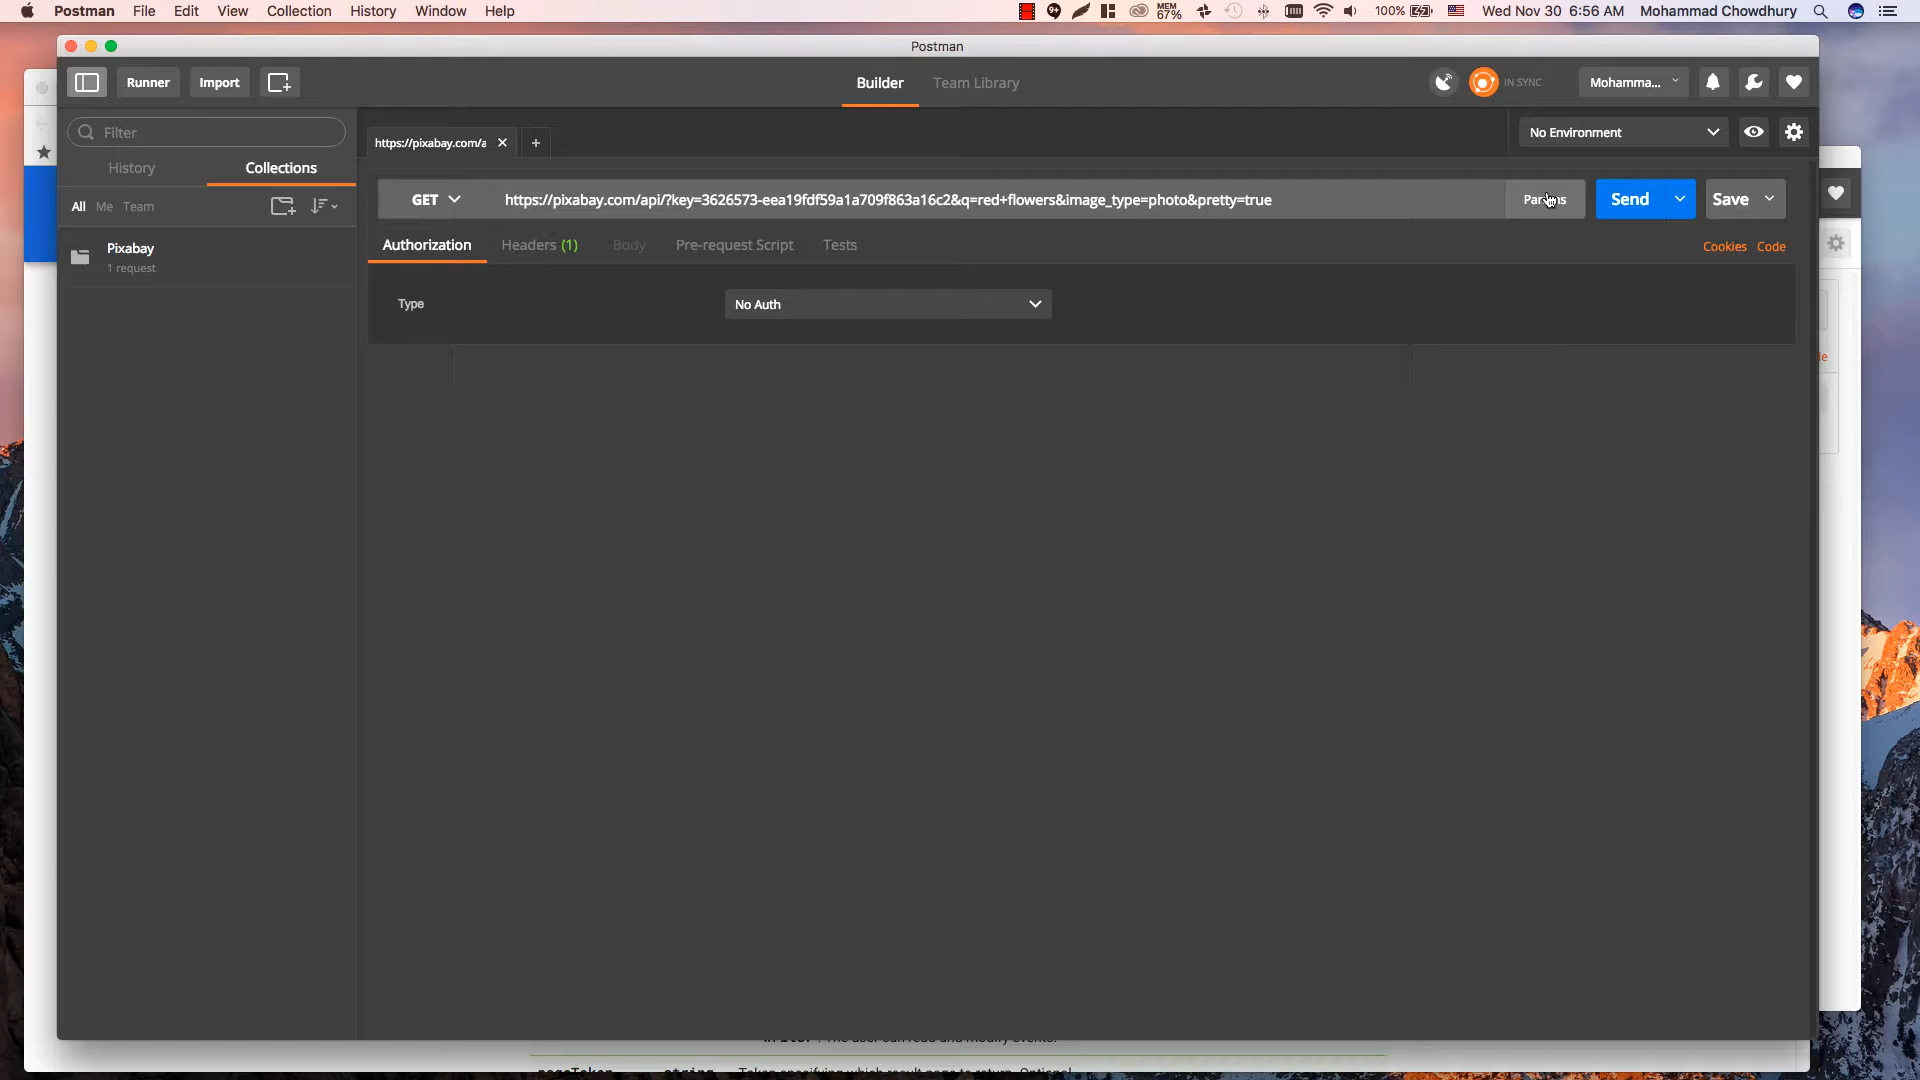 Postman File Edit View Collection History Window Help
9+ MEM 67% 100% Wed Nov 30 6:56 AM Mohammad Chowdhury
Postman
Runner Import Builder Team Library IN SYNC Mohamma...
Filter https://pixabay.com/a + No Environment
History Collections
All Me Team
GET https://pixabay.com/api/?key=3626573-eea19fdf59a1a709f863a16c2&q=red+flowers&image_type=photo&pretty=true Params Send Save
Authorization Headers (1) Body Pre-request Script Tests Cookies Code
Pixabay
1 request
Type No Auth